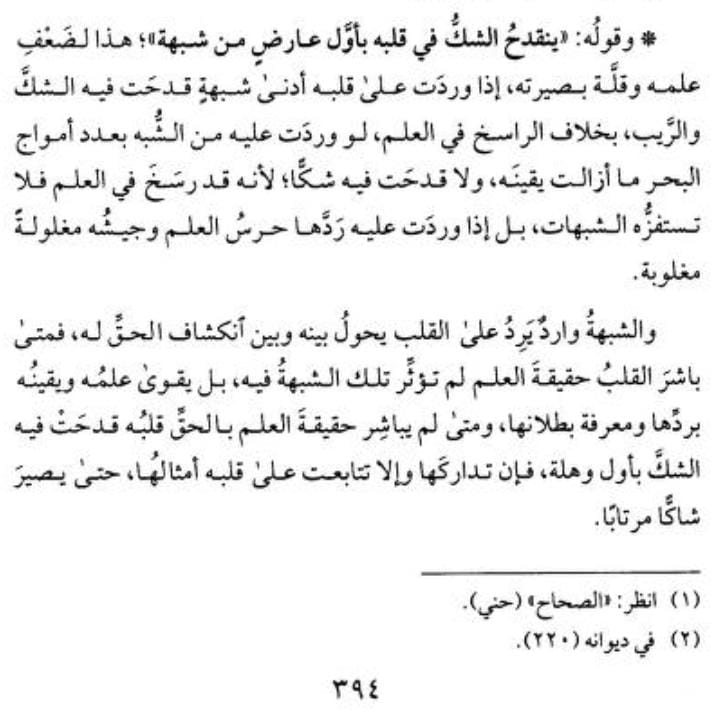 * وقولُه: «ينقدحُ الشكُّ في قلبه بأوَّل عارضٍ من شبهة»؛ هذا لضَعْفِ
علمه وقلَّة بصيرته، إذا وردَت علىٰ قلبه أدنىٰ شبهةٍ قدحَت فيه الشكَّ
والرَّيب، بخلاف الراسخ في العلم، لو وردَت عليه من الشُّبه بعدد أمواج
البحر ما أزالت يقينَه، ولا قدحَت فيه شكًّا؛ لأنه قد رسَخَ في العلم فلا
تستفزُّه الشبهات، بل إذا وردَت عليه رَدَّها حرسُ العلم وجيشُه مغلولةً
مغلوبة.
والشبهةُ واردٌ يَرِدُ علىٰ القلب يحولُ بينه وبين ٱنكشاف الحقِّ له، فمتىٰ
باشرَ القلبُ حقيقةَ العلم لم تؤثِّر تلك الشبهةُ فيه، بل يقوىٰ علمُه ويقينُه
بردِّها ومعرفة بطلانها، ومتىٰ لم يباشِر حقيقةَ العلم بالحقِّ قلبُه قدحَتْ فيه
الشكَّ بأول وهلة، فإن تداركَها وإلا تتابعت علىٰ قلبه أمثالُها، حتىٰ يصيرَ
شاكًّا مرتابًا.
(١) انظر: «الصحاح» (حني).
(٢) في ديوانه (٢٢٠).
٣٩٤